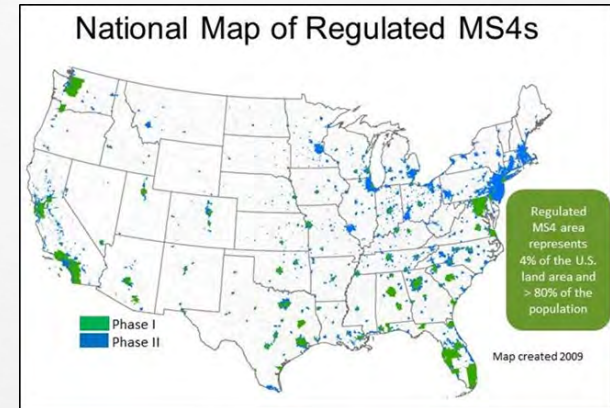 National Map of Regulated MS4s
Regulated
MS4 area
represents
4% of the U.S.
land area and
> 80% of the
population
Phase I
Phase II
Map created 2009